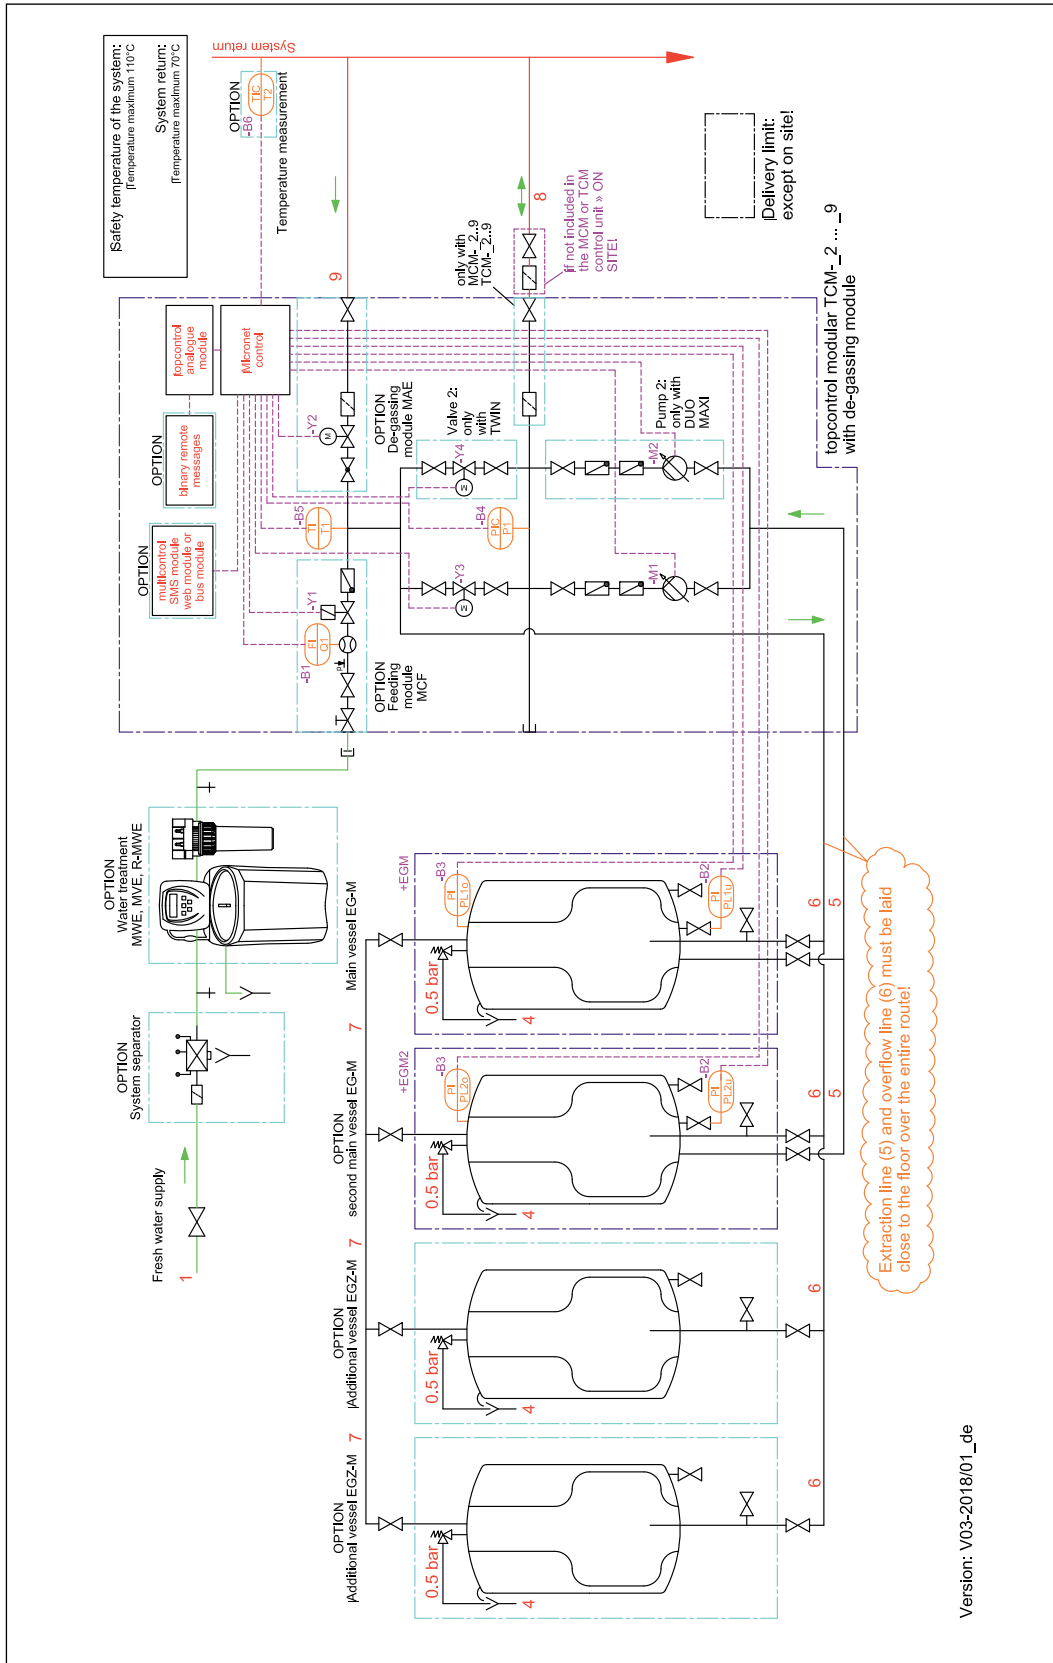 Safety temperature of the system:
Temperature maximum 110°C
System return:
Temperature maximum 70°C
System return
OPTION
-B6
TIC
T2
Temperature measurement
9
8
only with
MCM-_2..9
TCM-_2..9
if not included in
the MCM or TCM
control unit » ON
SITE!
Delivery limit:
except on site!
topcontrol modular TCM-_2 ... _9
with de-gassing module
topcontrol
analogue
module
Micronet
control
OPTION
binary remote
messages
OPTION
multicontrol
SMS module
web module or
bus module
-Y2
M
OPTION
De-gassing
module MAE
Valve 2:
only
with
TWIN
-Y4
M
Pump 2:
only with
DUO
MAXI
-M2
-B5
TI
T1
-B4
PIC
P1
-Y3
M
-M1
-Y1
-B1
FI
Q1
P
OPTION
Feeding
module
MCF
OPTION
Water treatment
MWE, MVE, R-MWE
OPTION
System separator
Fresh water supply
1
Main vessel EG-M
+EGM
-B3
PI
PL1o
-B2
PI
PL1u
0.5 bar
4
7
6
5
OPTION
second main vessel EG-M
+EGM2
-B3
PI
PL2o
-B2
PI
PL2u
0.5 bar
4
7
6
5
OPTION
Additional vessel EGZ-M
0.5 bar
4
7
6
OPTION
Additional vessel EGZ-M
0.5 bar
4
6
Extraction line (5) and overflow line (6) must be laid
close to the floor over the entire route!
Version: V03-2018/01_de